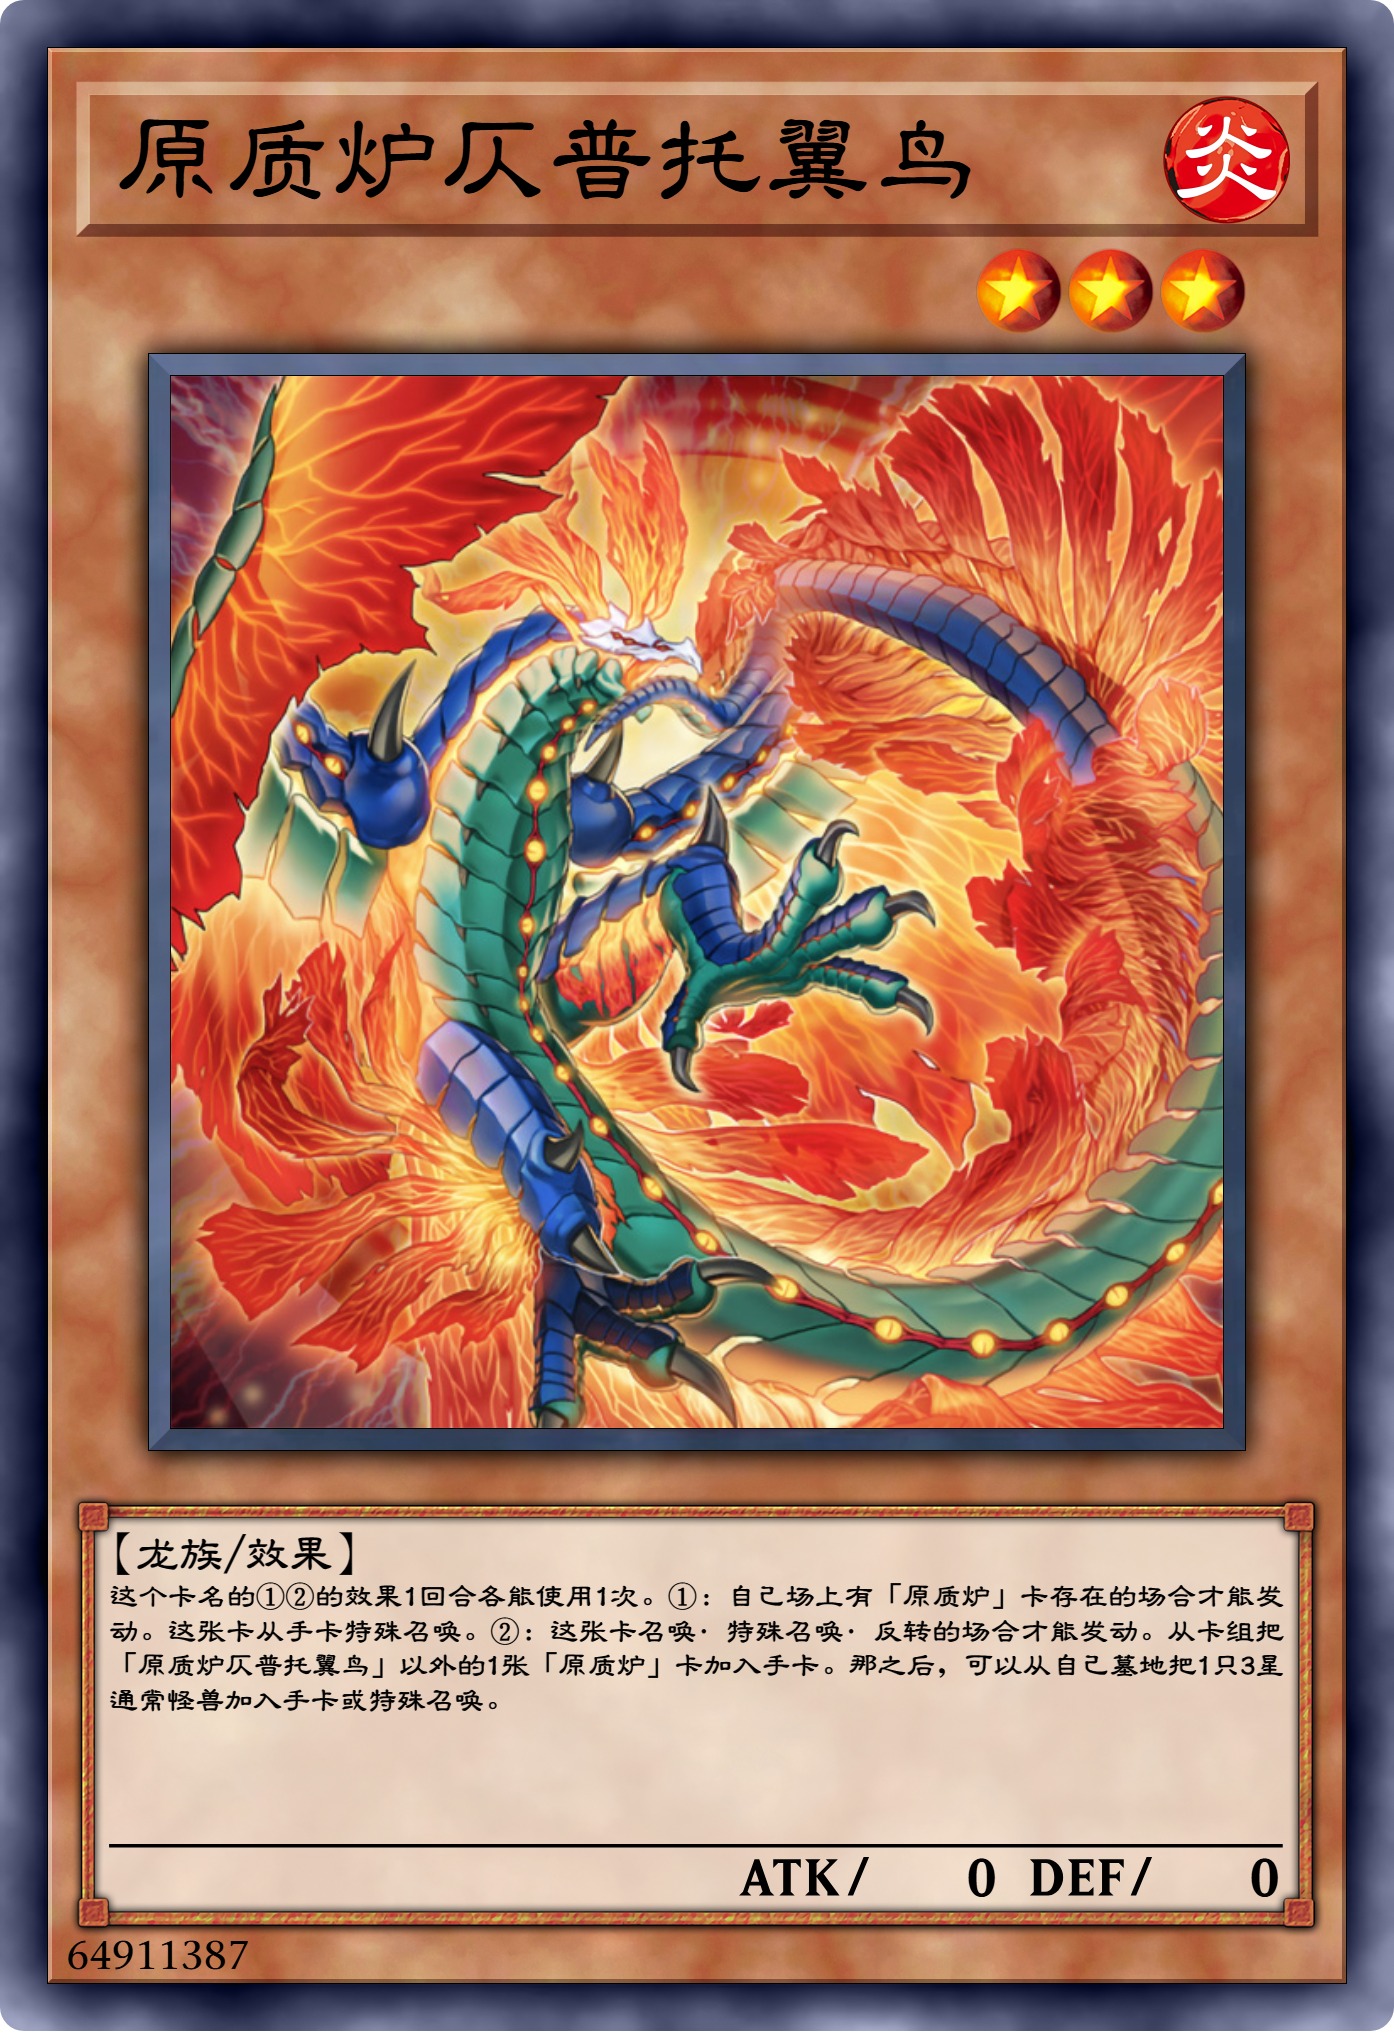 原质炉仄普托翼鸟
炎
【龙族/效果】
这个卡名的①②的效果1回合各能使用1次。①：自己场上有「原质炉」卡存在的场合才能发
动。这张卡从手卡特殊召唤。②：这张卡召唤·特殊召唤·反转的场合才能发动。从卡组把
「原质炉仄普托翼鸟」以外的1张「原质炉」卡加入手卡。那之后，可以从自己墓地把1只3星
通常怪兽加入手卡或特殊召唤。
ATK/ 0 DEF/ 0
64911387